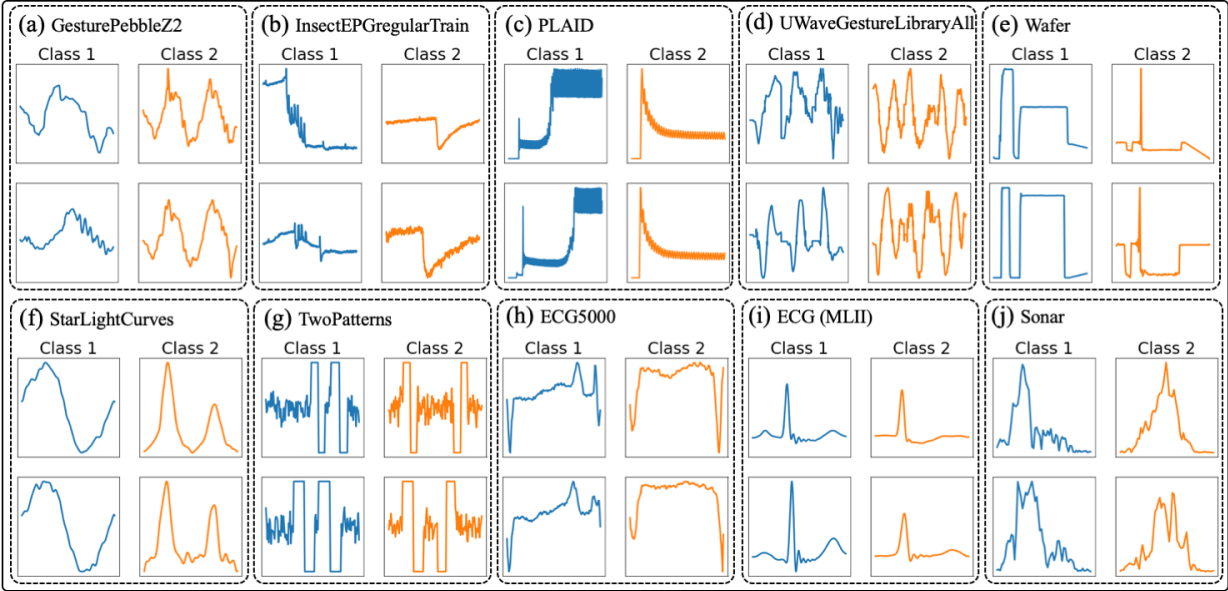 (a) GesturePebbleZ2
Class 1 Class 2
(b) InsectEPGregularTrain
Class 1 Class 2
(c) PLAID
Class 1 Class 2
(d) UWaveGestureLibraryAll
Class 1 Class 2
(e) Wafer
Class 1 Class 2
(f) StarLightCurves
Class 1 Class 2
(g) TwoPatterns
Class 1 Class 2
(h) ECG5000
Class 1 Class 2
(i) ECG (MLII)
Class 1 Class 2
(j) Sonar
Class 1 Class 2